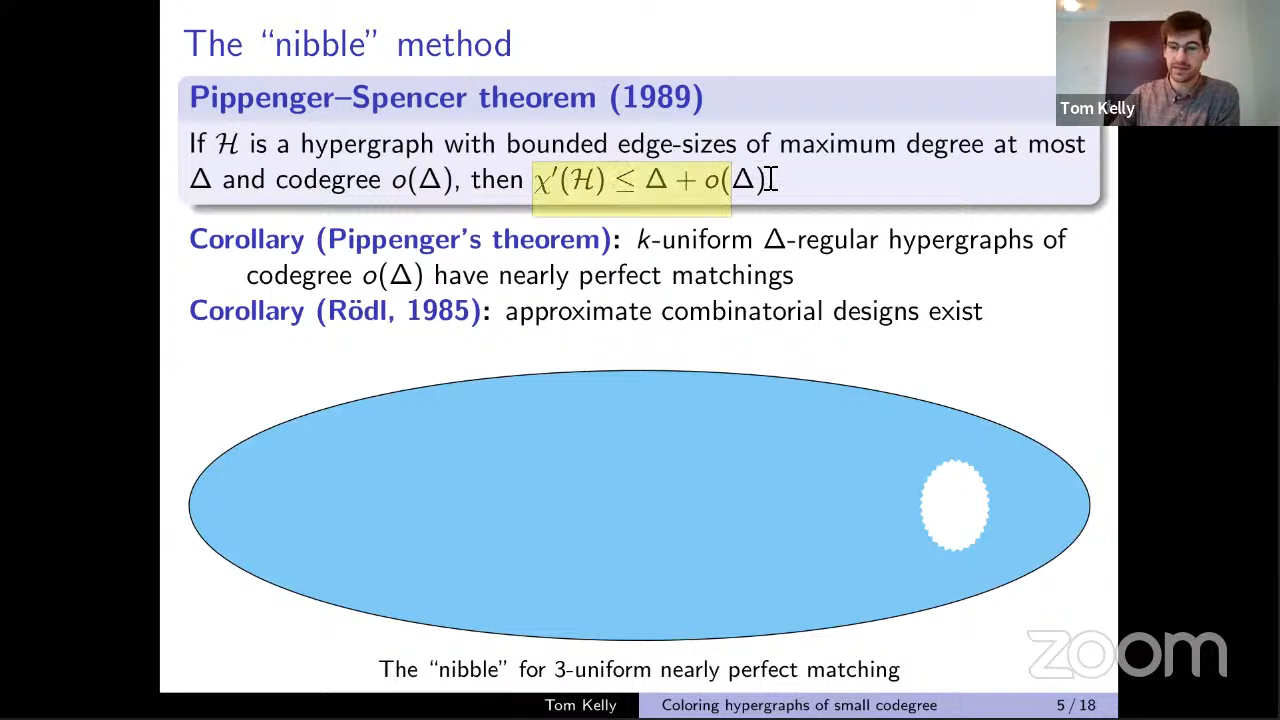 The “nibble” method
Pippenger–Spencer theorem (1989)
If ℋ is a hypergraph with bounded edge-sizes of maximum degree at most
Δ and codegree o(Δ), then χ′(ℋ) ≤ Δ + o(Δ)
Corollary (Pippenger’s theorem): k-uniform Δ-regular hypergraphs of
codegree o(Δ) have nearly perfect matchings
Corollary (Rödl, 1985): approximate combinatorial designs exist
The “nibble” for 3-uniform nearly perfect matching
Tom Kelly
Coloring hypergraphs of small codegree
5 / 18
Tom Kelly
zoom